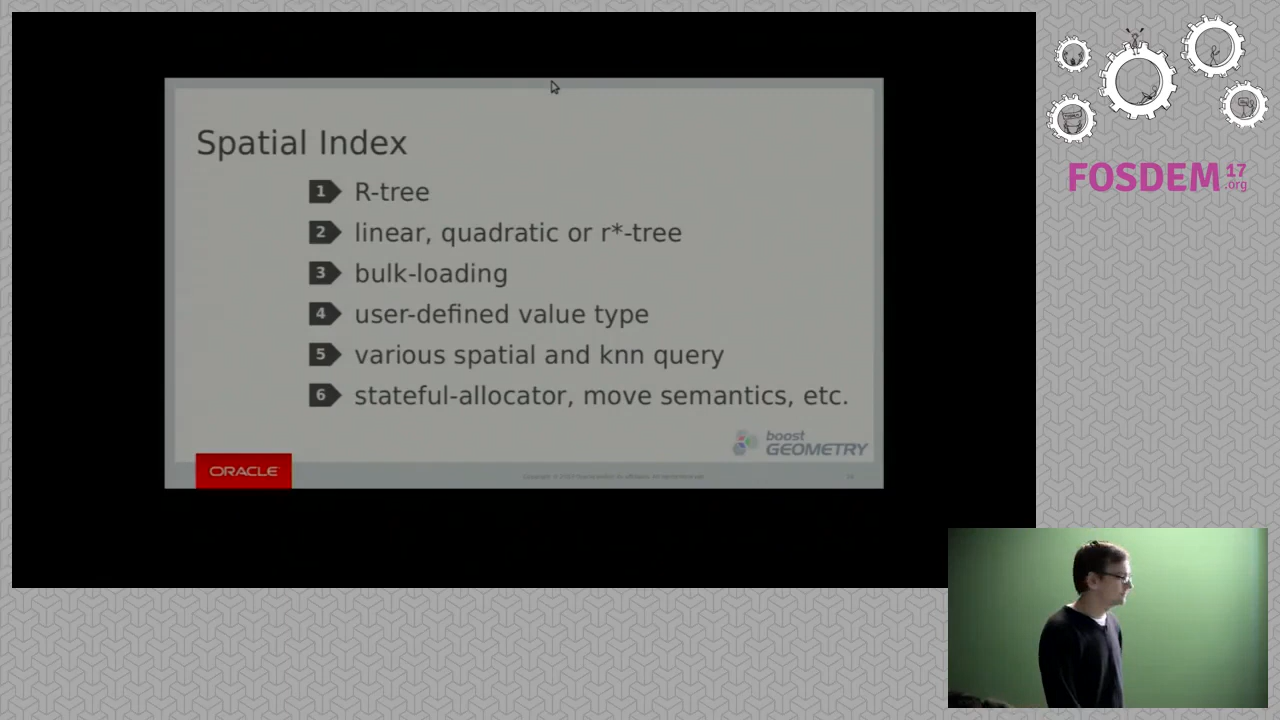 Spatial Index
1 R-tree
2 linear, quadratic or r*-tree
3 bulk-loading
4 user-defined value type
5 various spatial and knn query
6 stateful-allocator, move semantics, etc.
boost
GEOMETRY
ORACLE
FOSDEM 17
.org